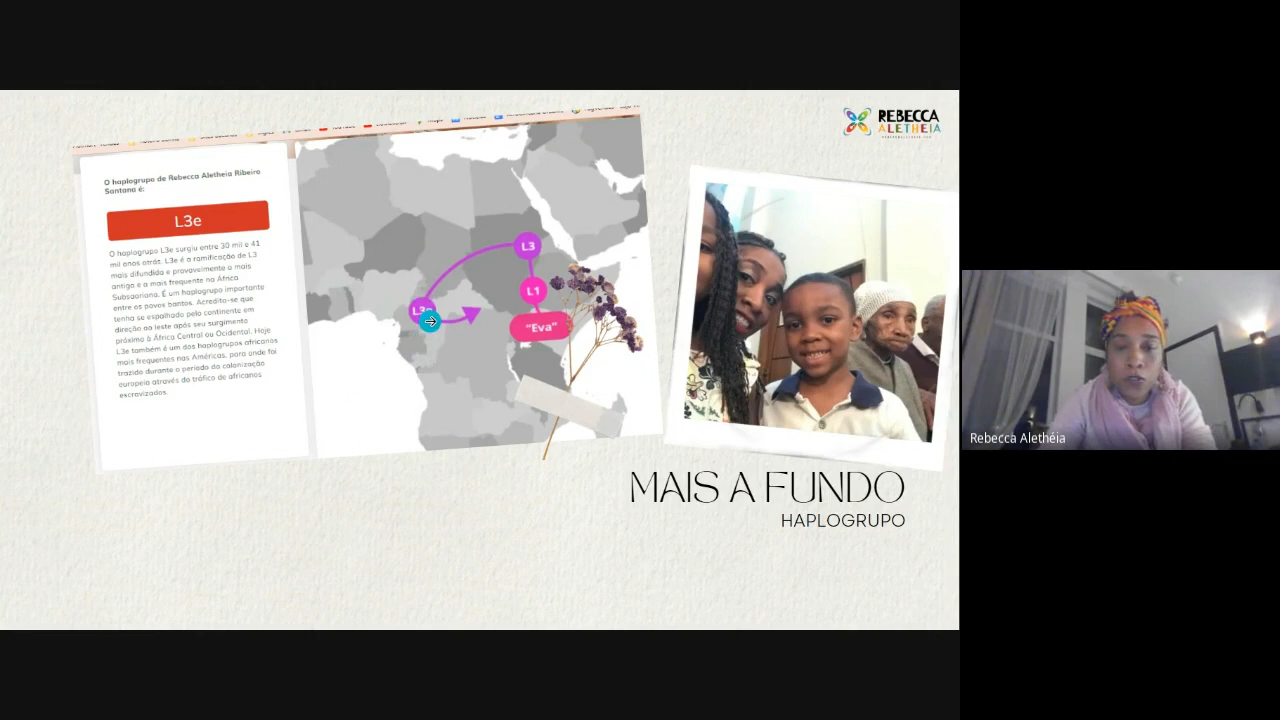 REBECCA
ALETHEIA
O haplogrupo de Rebecca Aletheia Ribeiro
Santana é:
L3e
O haplogrupo L3e surgiu entre 30 mil e 41
mil anos atrás. L3e é a ramificação de L3
mais difundida e provavelmente a mais
antiga e a mais frequente na África
Subsaariana. É um haplogrupo importante
entre os povos bantos. Acredita-se que
tenha se espalhado pelo continente em
direção ao leste após seu surgimento
próximo à África Central ou Ocidental. Hoje
L3e também é um dos haplogrupos africanos
mais frequentes nas Américas, para onde foi
trazido durante o período da colonização
europeia através do tráfico de africanos
escravizados.
L3
L1
"Eva"
MAIS A FUNDO
HAPLOGRUPO
Rebecca Alethéia